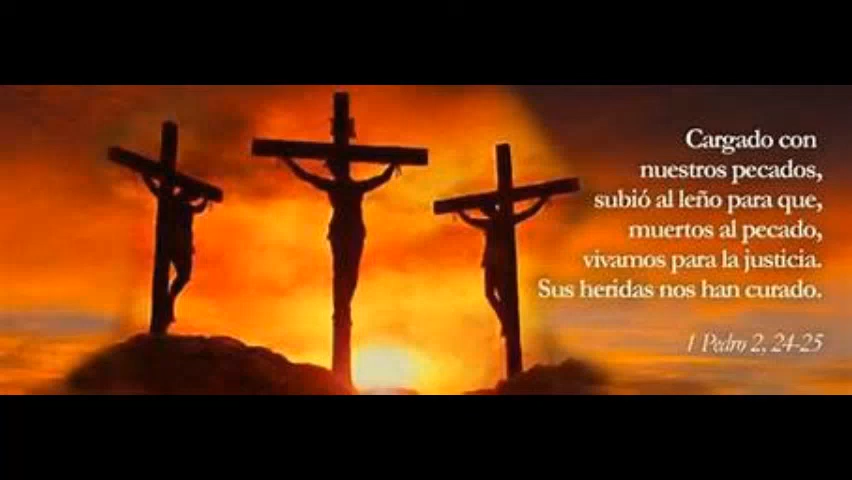 Cargado con
nuestros pecados,
subió al leño para que,
muertos al pecado,
vivamos para la justicia.
Sus heridas nos han curado.
1 Pedro 2, 24-25